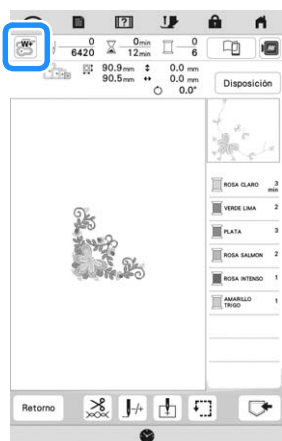 W+
0 0min 0
6420 12min 6
90.9mm 0.0 mm
90.5mm 0.0 mm
0.0°
Disposición
ROSA CLARO 3 min
VERDE LIMA 2
PLATA 3
ROSA SALMON 2
ROSA INTENSO 1
AMARILLO TRIGO 1
Retorno